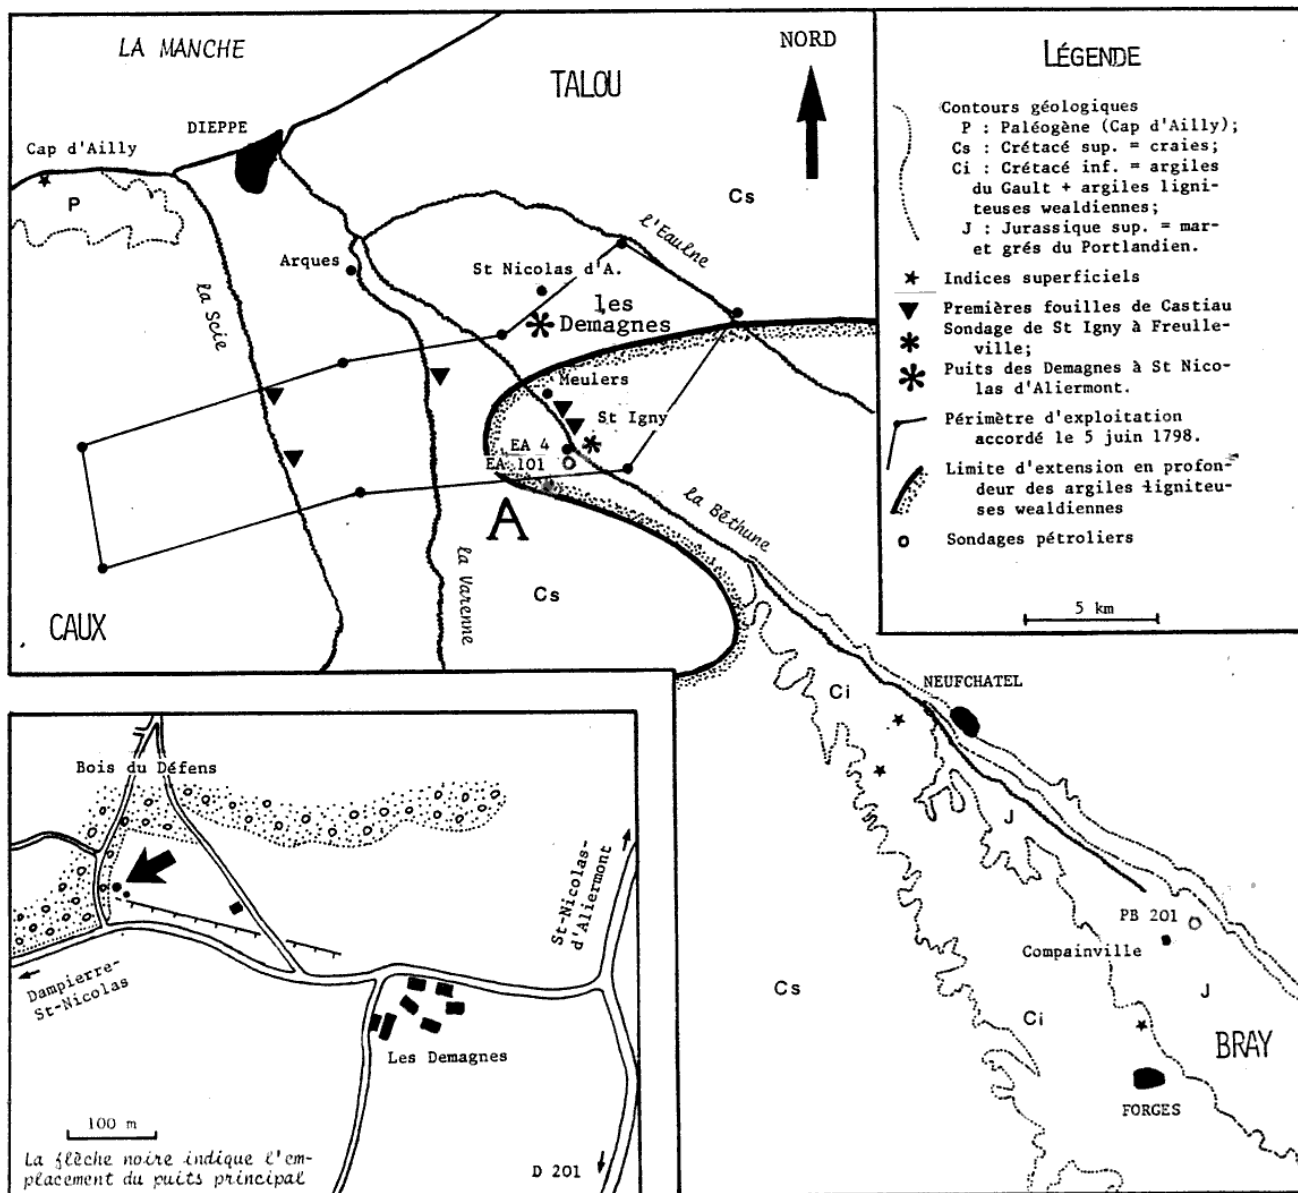 LA MANCHE
TALOU
NORD
DIEPPE
Cap d'Ailly
P
Cs
l'Eaulne
Arques
St Nicolas d'A.
la Scie
les
Demagnes
Meulers
St Igny
EA 4
EA 101
A
la Béthune
la Varenne
Cs
CAUX
LÉGENDE
Contours géologiques
P : Paléogène (Cap d'Ailly);
Cs : Crétacé sup. = craies;
Ci : Crétacé inf. = argiles
du Gault + argiles ligni-
teuses wealdiennes;
J : Jurassique sup. = mar-
et grés du Portlandien.
Indices superficiels
Premières fouilles de Castiau
Sondage de St Igny à Freulle-
ville;
Puits des Demagnes à St Nico-
las d'Aliermont.
Périmètre d'exploitation
accordé le 5 juin 1798.
Limite d'extension en profon-
deur des argiles ligniteu-
ses wealdiennes
Sondages pétroliers
5 km
NEUFCHATEL
Ci
J
PB 201
Compainville
Cs
J
Ci
BRAY
FORGES
Bois du Défens
St-Nicolas-
d'Aliermont
Dampierre-
St-Nicolas
Les Demagnes
100 m
La flèche noire indique l'em-
placement du puits principal
D 201